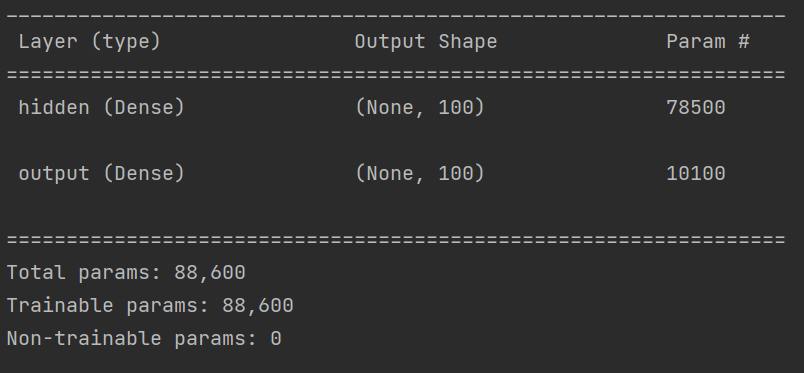 _________________________________________________________________
Layer (type)                Output Shape              Param #
=================================================================
hidden (Dense)              (None, 100)               78500
output (Dense)              (None, 100)               10100
=================================================================
Total params: 88,600
Trainable params: 88,600
Non-trainable params: 0